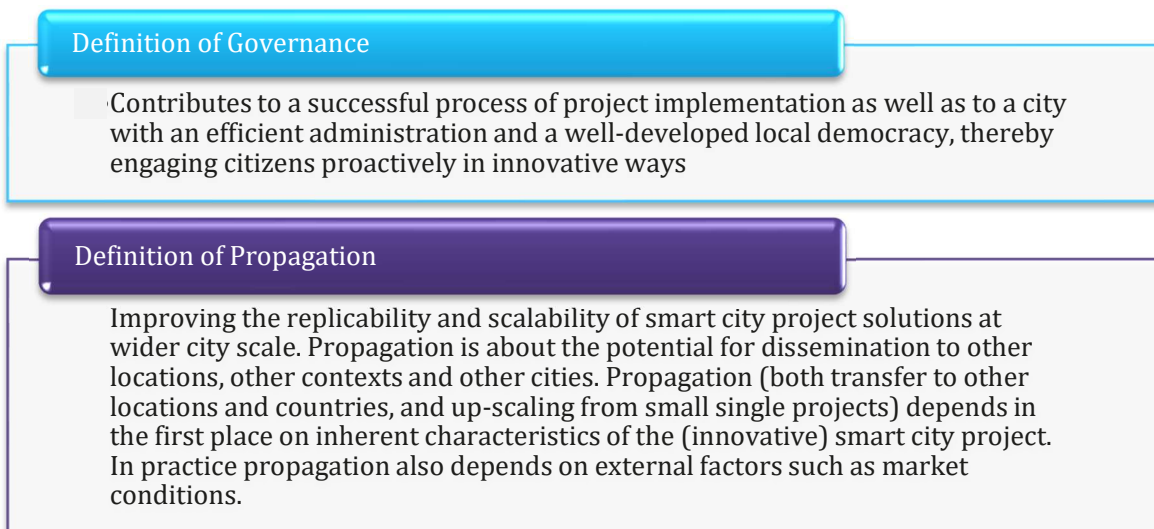 Definition of Governance
Contributes to a successful process of project implementation as well as to a city
with an efficient administration and a well-developed local democracy, thereby
engaging citizens proactively in innovative ways
Definition of Propagation
Improving the replicability and scalability of smart city project solutions at
wider city scale. Propagation is about the potential for dissemination to other
locations, other contexts and other cities. Propagation (both transfer to other
locations and countries, and up-scaling from small single projects) depends in
the first place on inherent characteristics of the (innovative) smart city project.
In practice propagation also depends on external factors such as market
conditions.